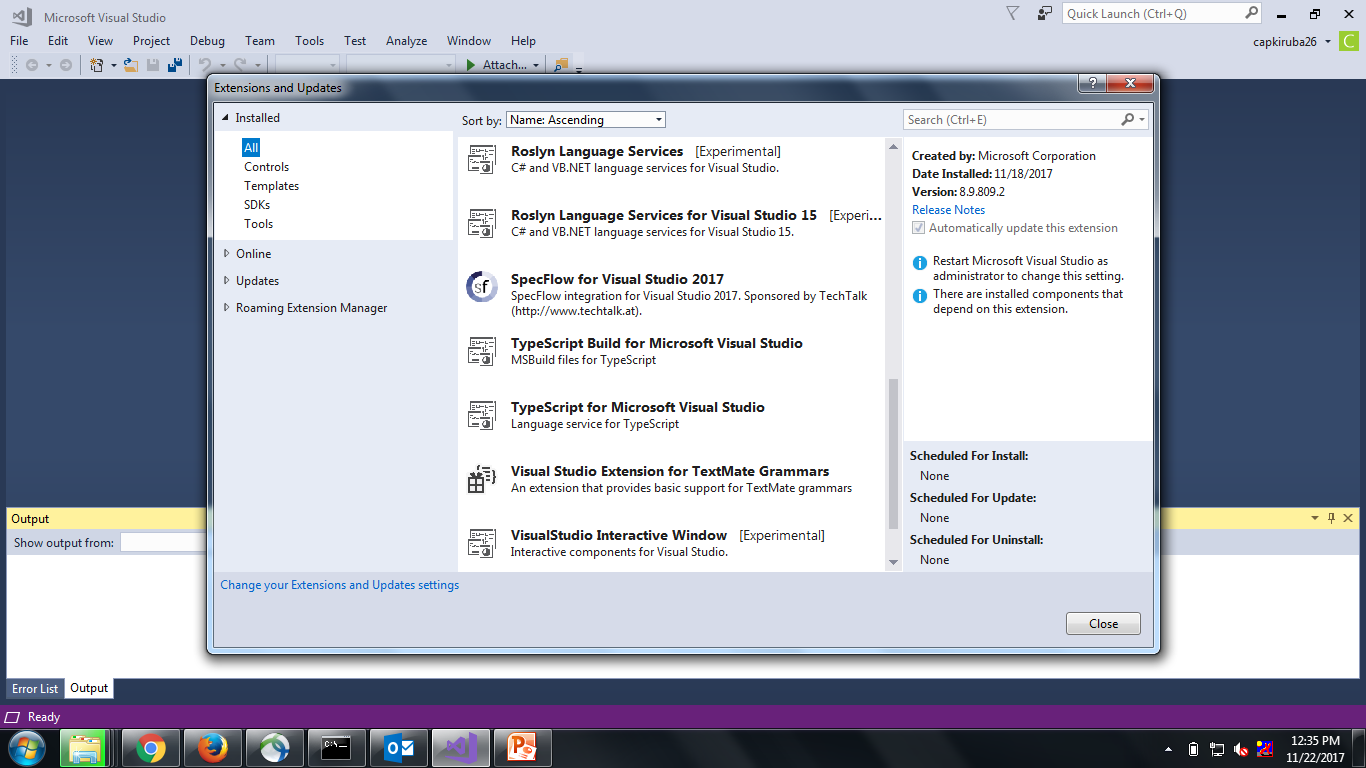 Microsoft Visual Studio
Quick Launch (Ctrl+Q)
File Edit View Project Debug Team Tools Test Analyze Window Help
capkiruba26 C
Attach...
Extensions and Updates
?
Installed
All
Controls
Templates
SDKs
Tools
Online
Updates
Roaming Extension Manager
Sort by: Name: Ascending
Roslyn Language Services [Experimental]
C# and VB.NET language services for Visual Studio.
Roslyn Language Services for Visual Studio 15 [Experi...
C# and VB.NET language services for Visual Studio 15.
sf
SpecFlow for Visual Studio 2017
SpecFlow integration for Visual Studio 2017. Sponsored by TechTalk
(http://www.techtalk.at).
TypeScript Build for Microsoft Visual Studio
MSBuild files for TypeScript
TypeScript for Microsoft Visual Studio
Language service for TypeScript
Visual Studio Extension for TextMate Grammars
An extension that provides basic support for TextMate grammars
VisualStudio Interactive Window [Experimental]
Interactive components for Visual Studio.
Search (Ctrl+E)
Created by: Microsoft Corporation
Date Installed: 11/18/2017
Version: 8.9.809.2
Release Notes
Automatically update this extension
Restart Microsoft Visual Studio as
administrator to change this setting.
There are installed components that
depend on this extension.
Scheduled For Install:
None
Scheduled For Update:
None
Scheduled For Uninstall:
None
Change your Extensions and Updates settings
Close
Output
Show output from:
Error List Output
Ready
12:35 PM
11/22/2017